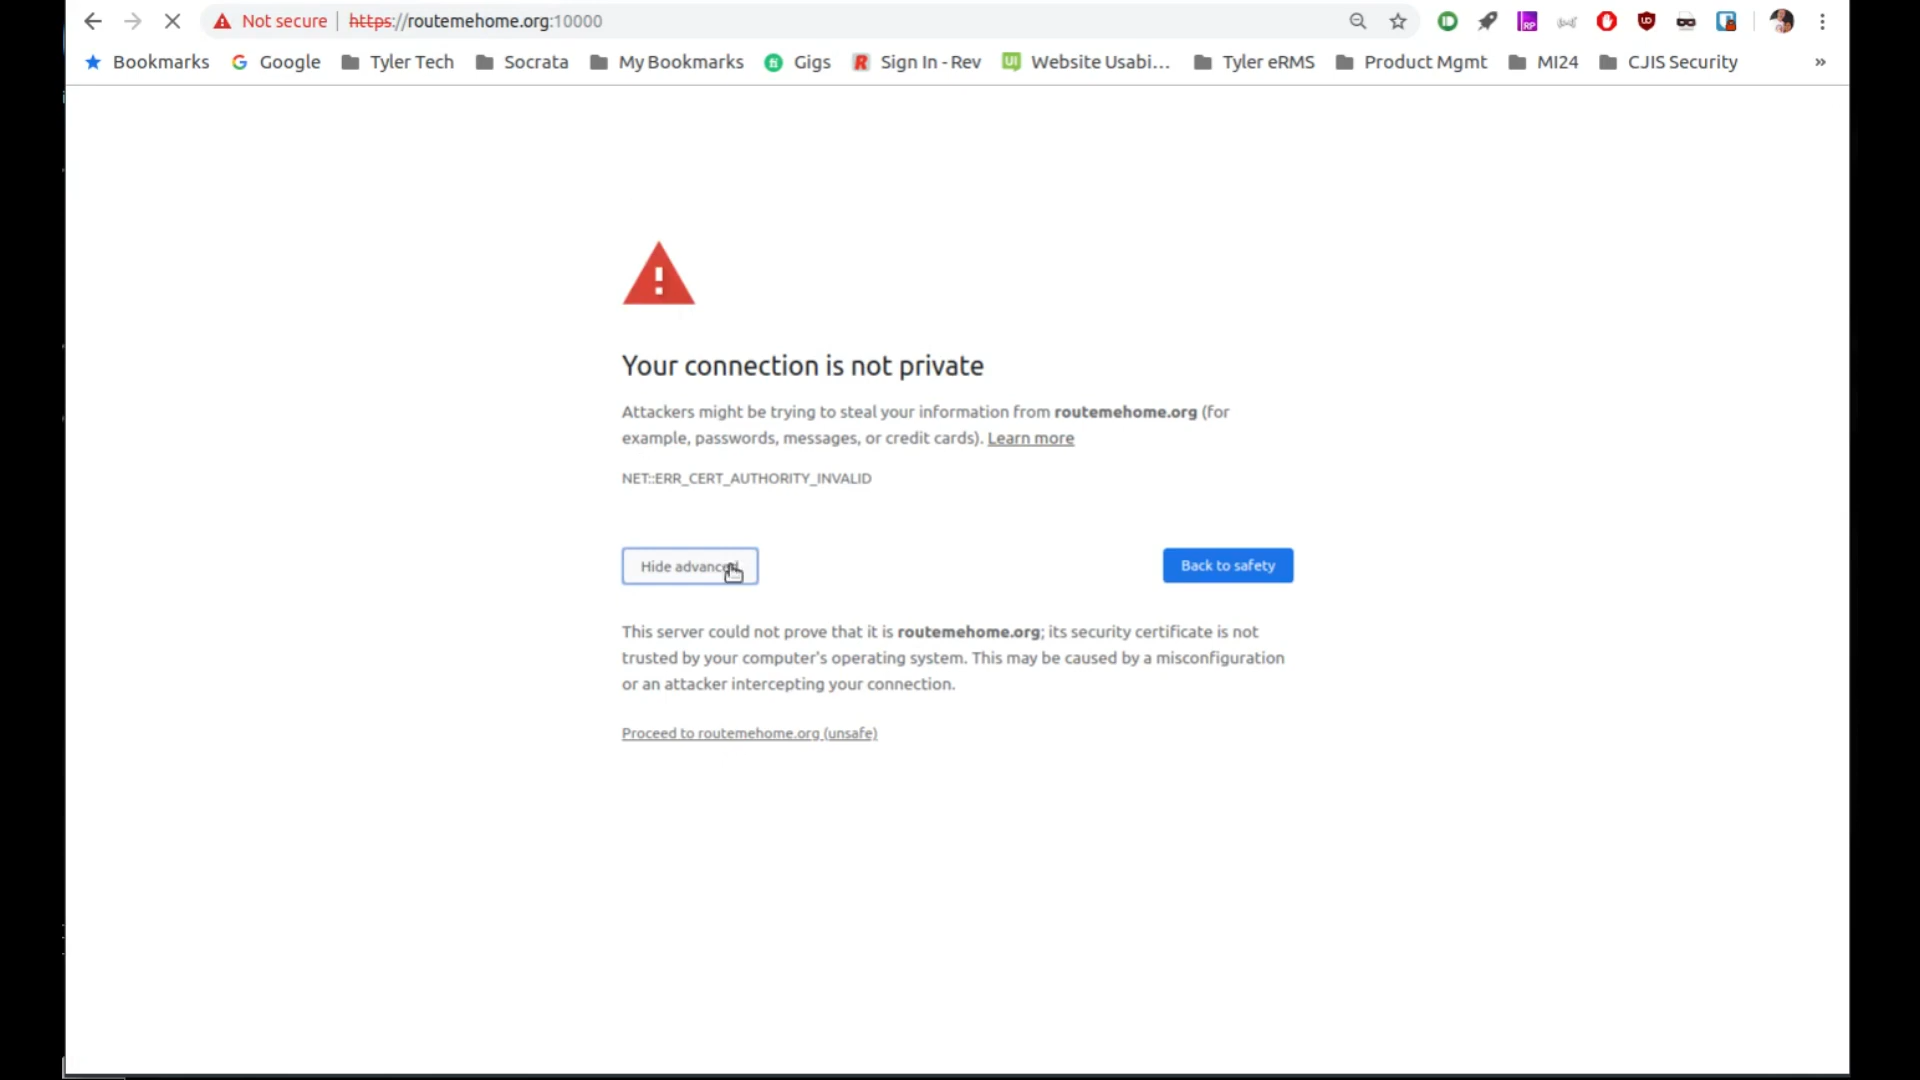 Not secure | https://routemehome.org:10000
Bookmarks Google Tyler Tech Socrata My Bookmarks Gigs Sign In - Rev Website Usabi... Tyler eRMS Product Mgmt MI24 CJIS Security »
Your connection is not private
Attackers might be trying to steal your information from routemehome.org (for
example, passwords, messages, or credit cards). Learn more
NET::ERR_CERT_AUTHORITY_INVALID
Hide advanced
Back to safety
This server could not prove that it is routemehome.org; its security certificate is not
trusted by your computer's operating system. This may be caused by a misconfiguration
or an attacker intercepting your connection.
Proceed to routemehome.org (unsafe)